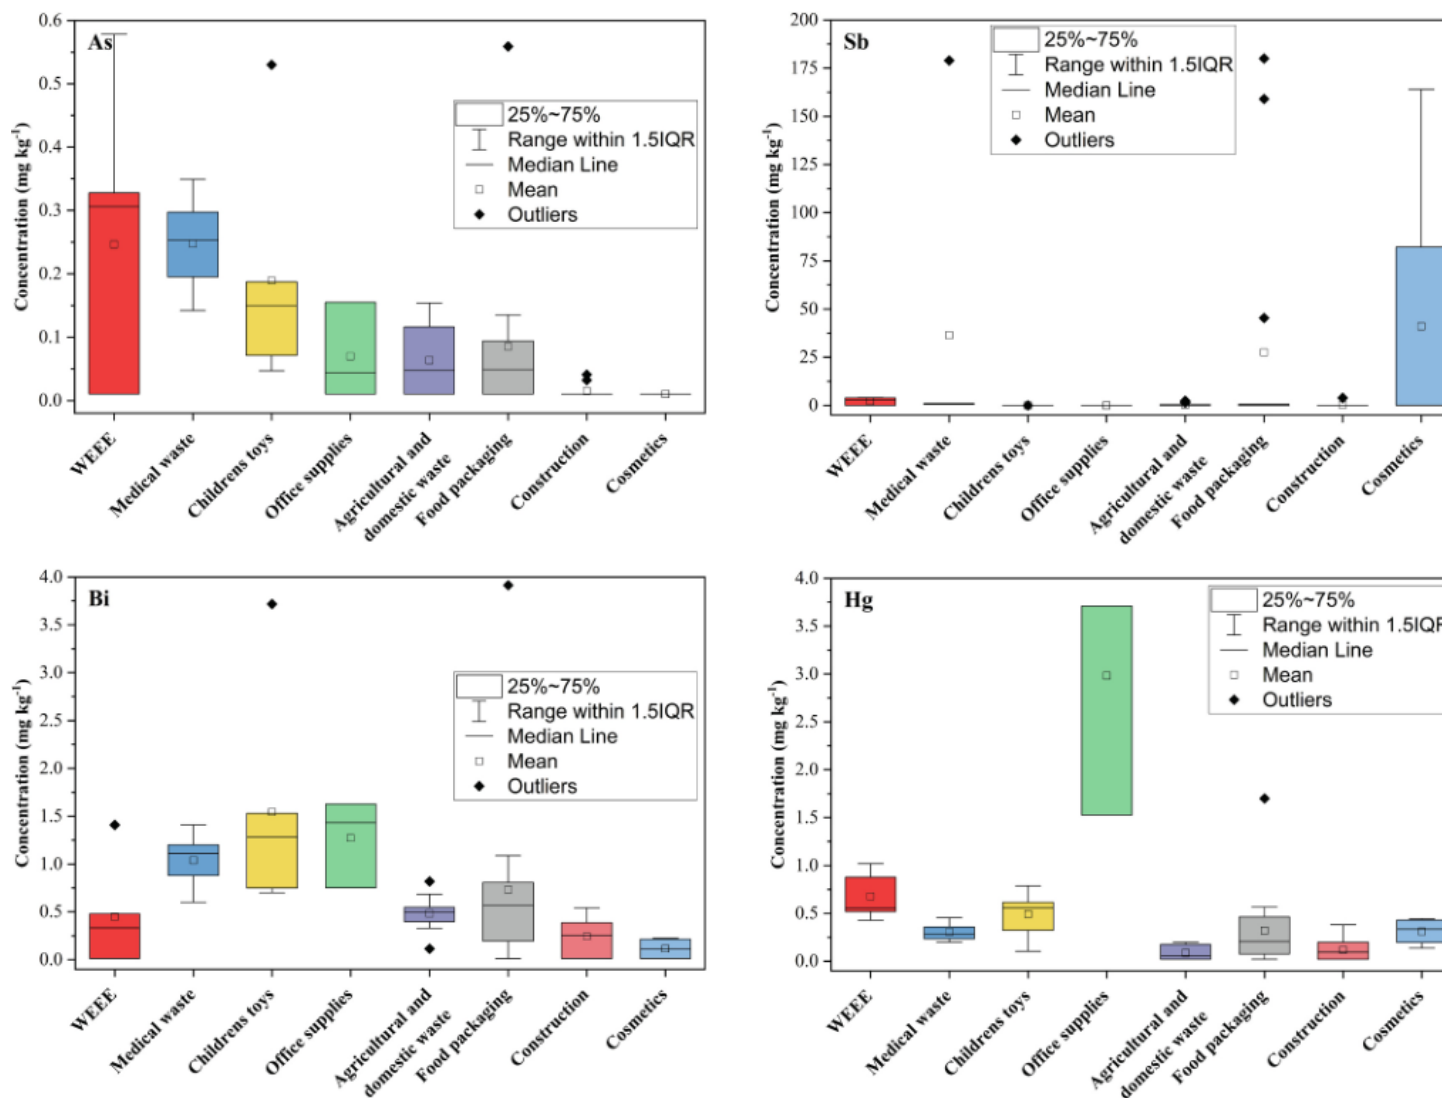 As
0.6
0.5
0.4
0.3
0.2
0.1
0.0
Concentration (mg kg⁻¹)
25%~75%
Range within 1.5IQR
Median Line
Mean
Outliers
WEEE
Medical waste
Childrens toys
Office supplies
Agricultural and
domestic waste
Food packaging
Construction
Cosmetics
Sb
200
175
150
125
100
75
50
25
0
Concentration (mg kg⁻¹)
25%~75%
Range within 1.5IQR
Median Line
Mean
Outliers
WEEE
Medical waste
Childrens toys
Office supplies
Agricultural and
domestic waste
Food packaging
Construction
Cosmetics
Bi
4.0
3.5
3.0
2.5
2.0
1.5
1.0
0.5
0.0
Concentration (mg kg⁻¹)
25%~75%
Range within 1.5IQR
Median Line
Mean
Outliers
WEEE
Medical waste
Childrens toys
Office supplies
Agricultural and
domestic waste
Food packaging
Construction
Cosmetics
Hg
4.0
3.5
3.0
2.5
2.0
1.5
1.0
0.5
0.0
Concentration (mg kg⁻¹)
25%~75%
Range within 1.5IQR
Median Line
Mean
Outliers
WEEE
Medical waste
Childrens toys
Office supplies
Agricultural and
domestic waste
Food packaging
Construction
Cosmetics